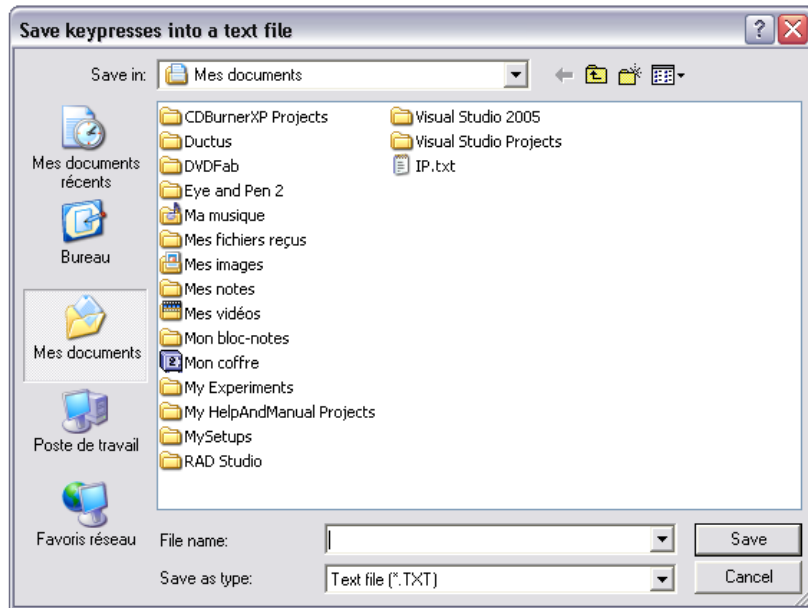 Save keypresses into a text file
Save in: Mes documents
Mes documents
récents
Bureau
Mes documents
Poste de travail
Favoris réseau
CDBurnerXP Projects
Ductus
DVDFab
Eye and Pen 2
Ma musique
Mes fichiers reçus
Mes images
Mes notes
Mes vidéos
Mon bloc-notes
Mon coffre
My Experiments
My HelpAndManual Projects
MySetups
RAD Studio
Visual Studio 2005
Visual Studio Projects
IP.txt
File name:
Save
Save as type: Text file (*.TXT)
Cancel